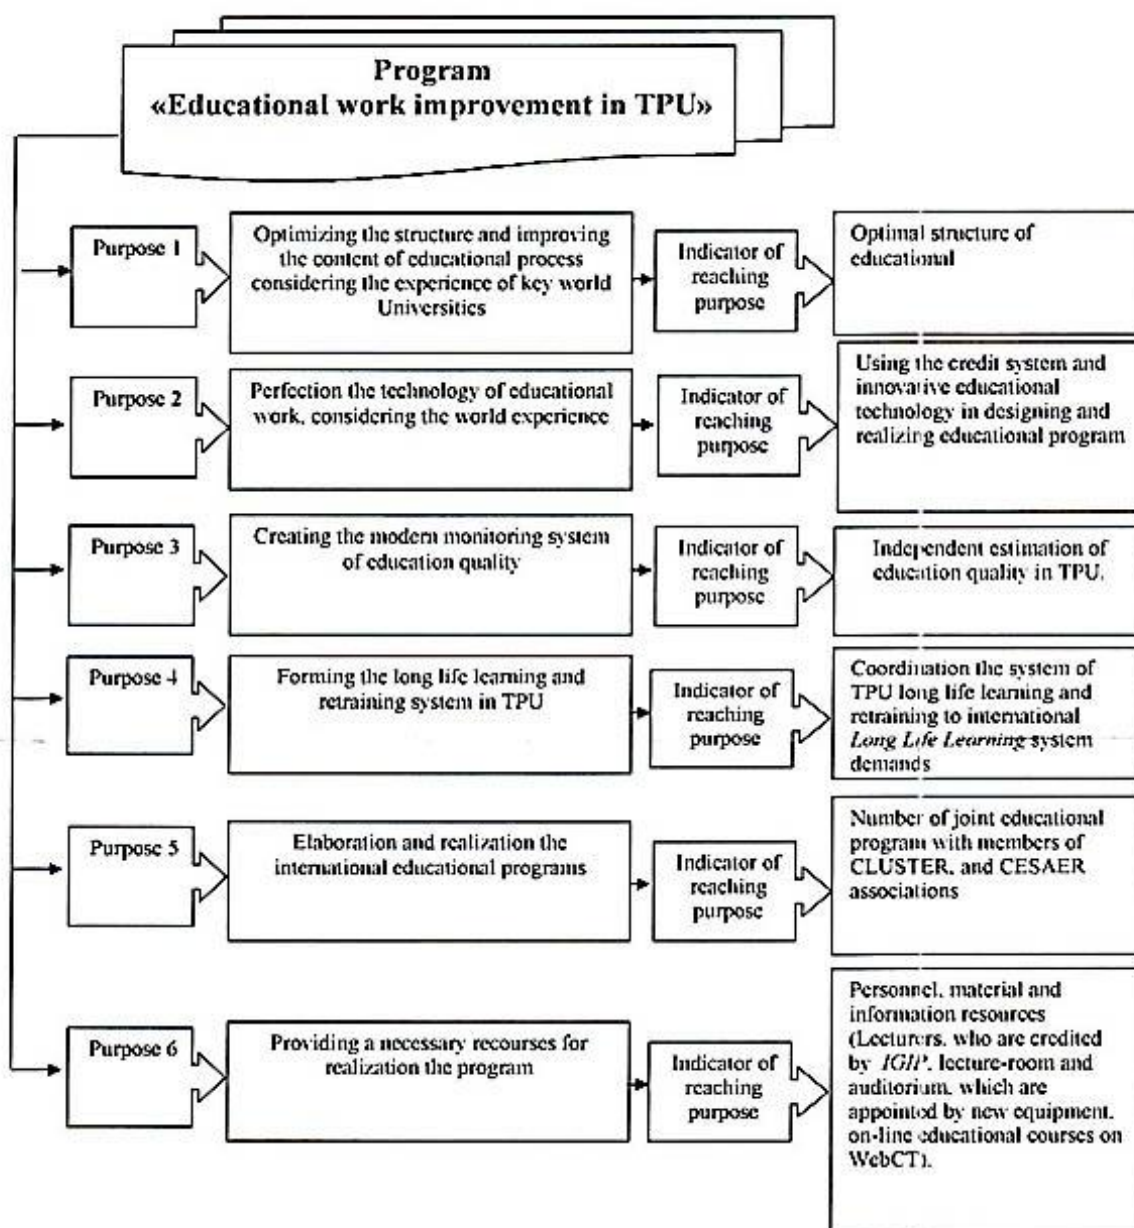 Program
«Educational work improvement in TPU»
Purpose 1
Optimizing the structure and improving
the content of educational process
considering the experience of key world
Universities
Indicator of
reaching
purpose
Optimal structure of
educational
Purpose 2
Perfection the technology of educational
work, considering the world experience
Indicator of
reaching
purpose
Using the credit system and
innovative educational
technology in designing and
realizing educational program
Purpose 3
Creating the modern monitoring system
of education quality
Indicator of
reaching
purpose
Independent estimation of
education quality in TPU.
Purpose 4
Forming the long life learning and
retraining system in TPU
Indicator of
reaching
purpose
Coordination the system of
TPU long life learning and
retraining to international
Long Life Learning system
demands
Purpose 5
Elaboration and realization the
international educational programs
Indicator of
reaching
purpose
Number of joint educational
program with members of
CLUSTER, and CESAER
associations
Purpose 6
Providing a necessary recourses for
realization the program
Indicator of
reaching
purpose
Personnel, material and
information resources
(Lecturers, who are credited
by IGIP, lecture-room and
auditorium, which are
appointed by new equipment,
on-line educational courses on
WebCT).